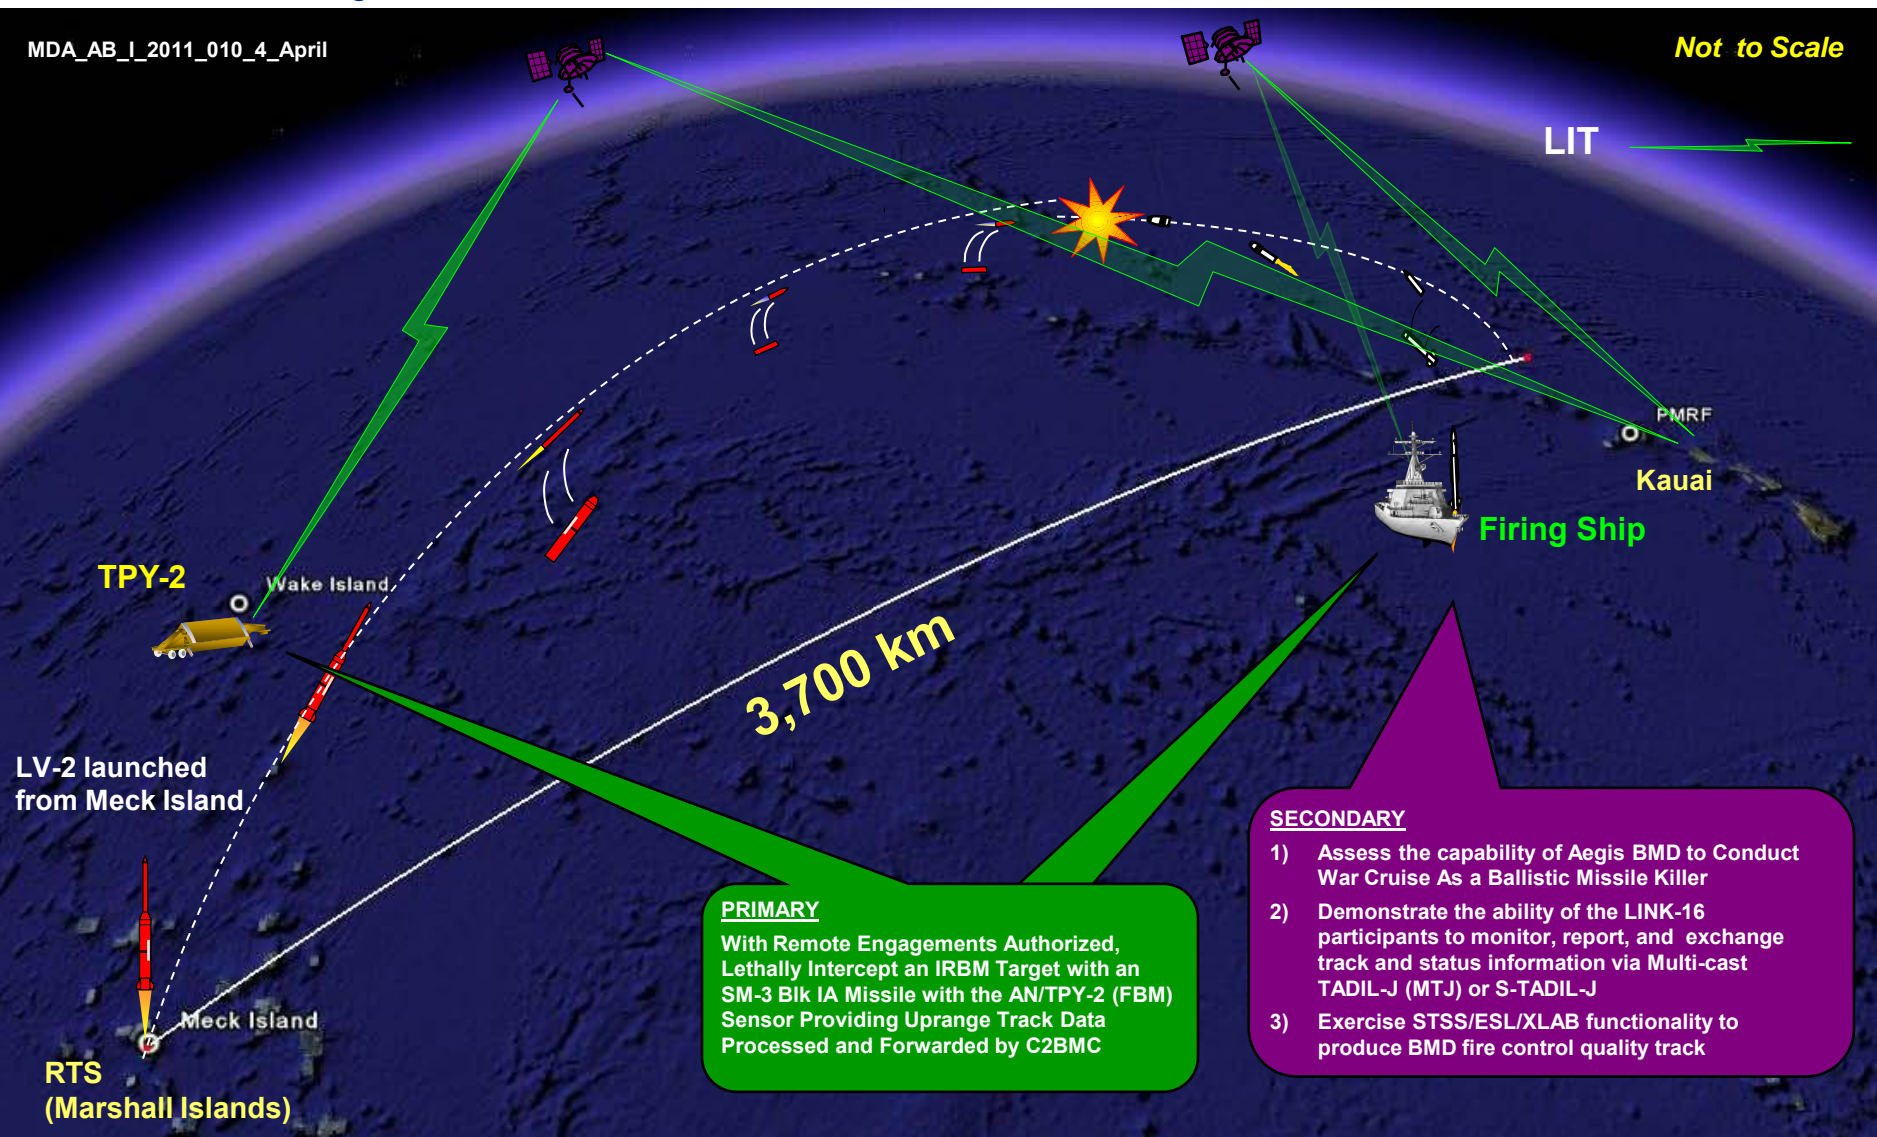 MDA_AB_I_2011_010_4_April
Not to Scale
LIT
PMRF
Kauai
Firing Ship
TPY-2
Wake Island
3,700 km
LV-2 launched
from Meck Island
Meck Island
RTS
(Marshall Islands)
PRIMARY
With Remote Engagements Authorized,
Lethally Intercept an IRBM Target with an
SM-3 Blk IA Missile with the AN/TPY-2 (FBM)
Sensor Providing Uprange Track Data
Processed and Forwarded by C2BMC
SECONDARY
1) Assess the capability of Aegis BMD to Conduct
War Cruise As a Ballistic Missile Killer
2) Demonstrate the ability of the LINK-16
participants to monitor, report, and exchange
track and status information via Multi-cast
TADIL-J (MTJ) or S-TADIL-J
3) Exercise STSS/ESL/XLAB functionality to
produce BMD fire control quality track